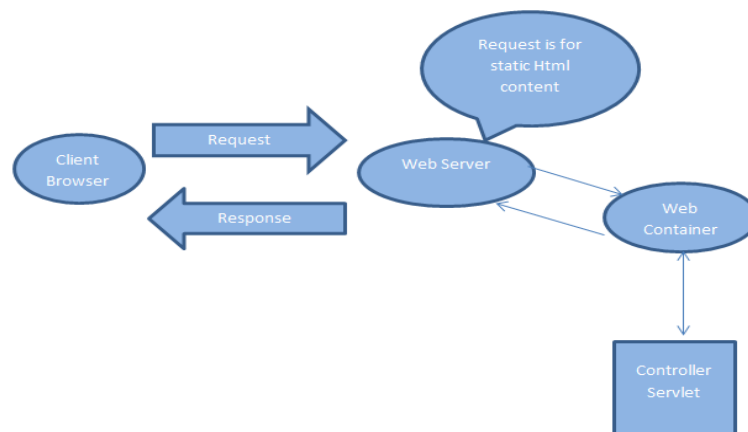 Request is for
static Html
content
Client
Browser
Request
Web Server
Response
Web
Container
Controller
Servlet